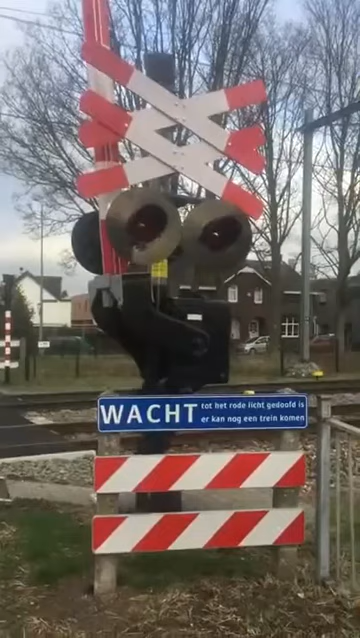 WACHT tot het rode licht gedoofd is
er kan nog een trein komen